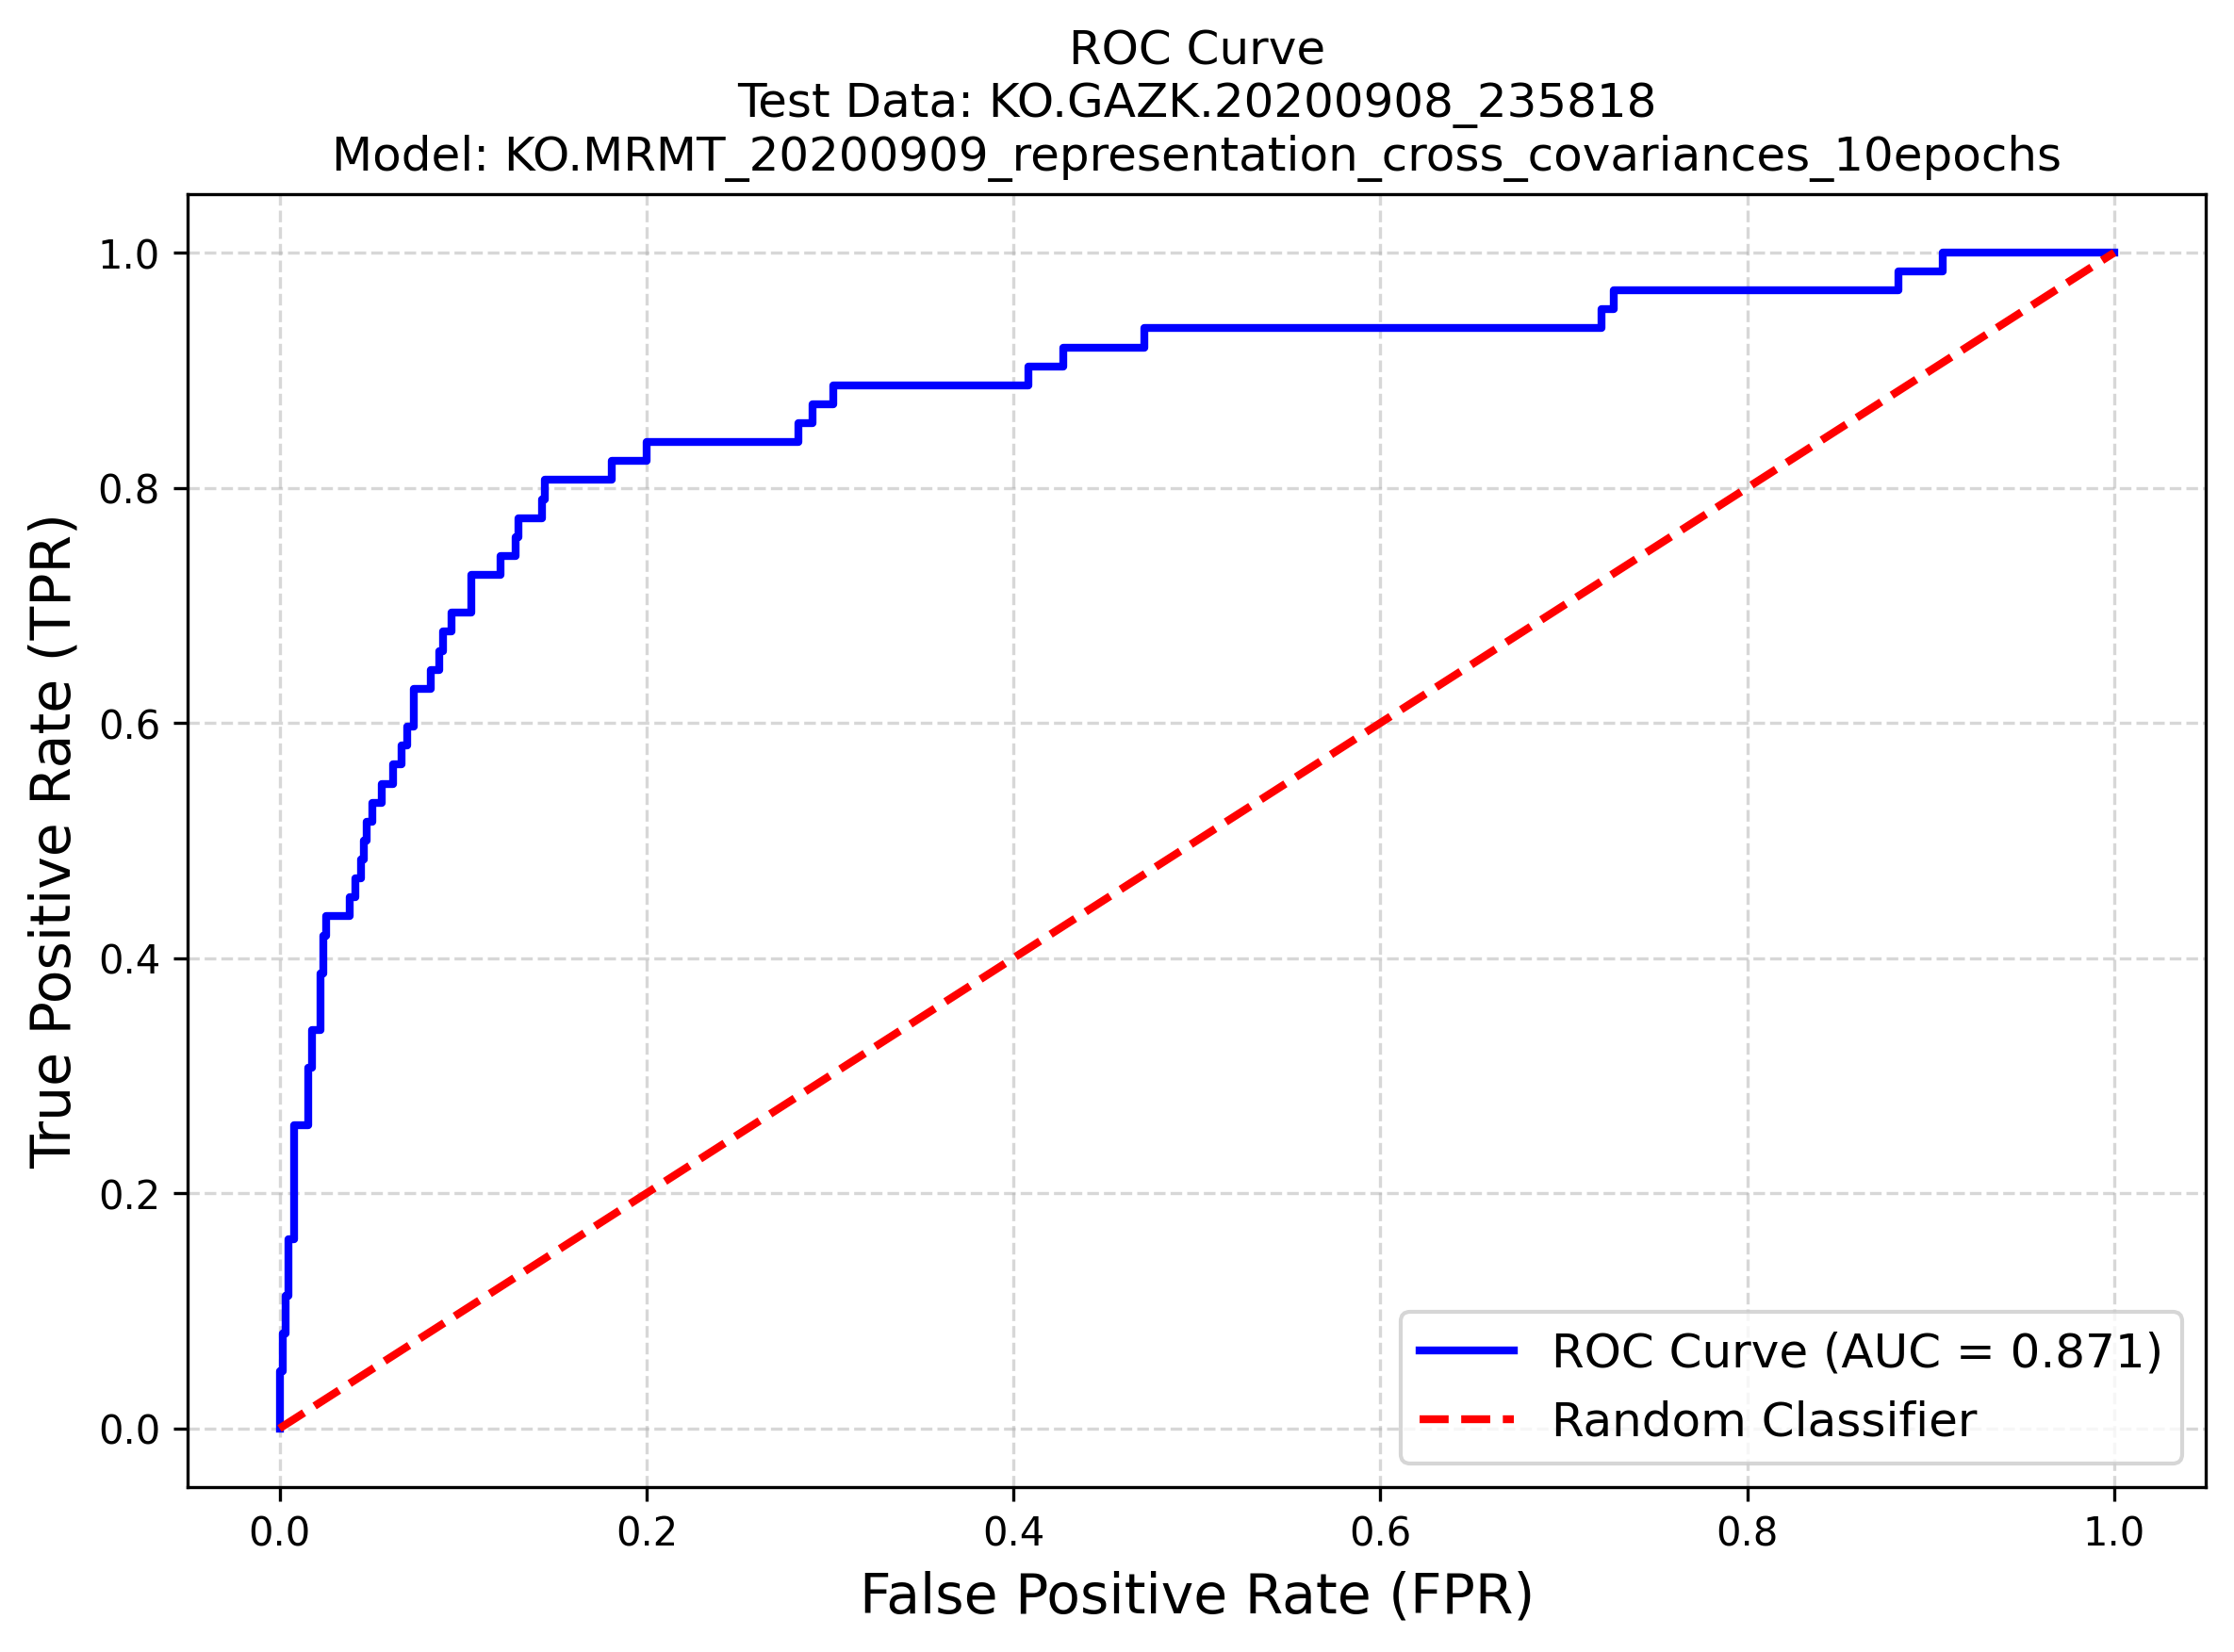 ROC Curve
Test Data: KO.GAZK.20200908_235818
Model: KO.MRMT_20200909_representation_cross_covariances_10epochs
True Positive Rate (TPR)
1.0
0.8
0.6
0.4
0.2
0.0
ROC Curve (AUC = 0.871)
Random Classifier
0.0 0.2 0.4 0.6 0.8 1.0
False Positive Rate (FPR)